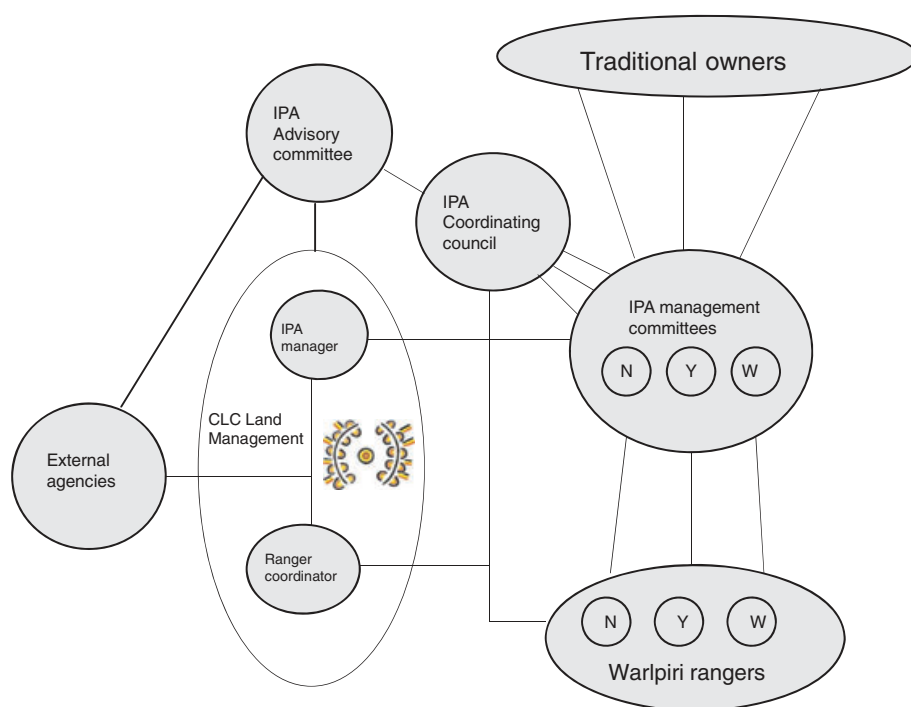 Traditional owners
IPA
Advisory
committee
IPA
Coordinating
council
IPA management
committees
N Y W
IPA
manager
CLC Land
Management
External
agencies
Ranger
coordinator
N Y W
Warlpiri rangers